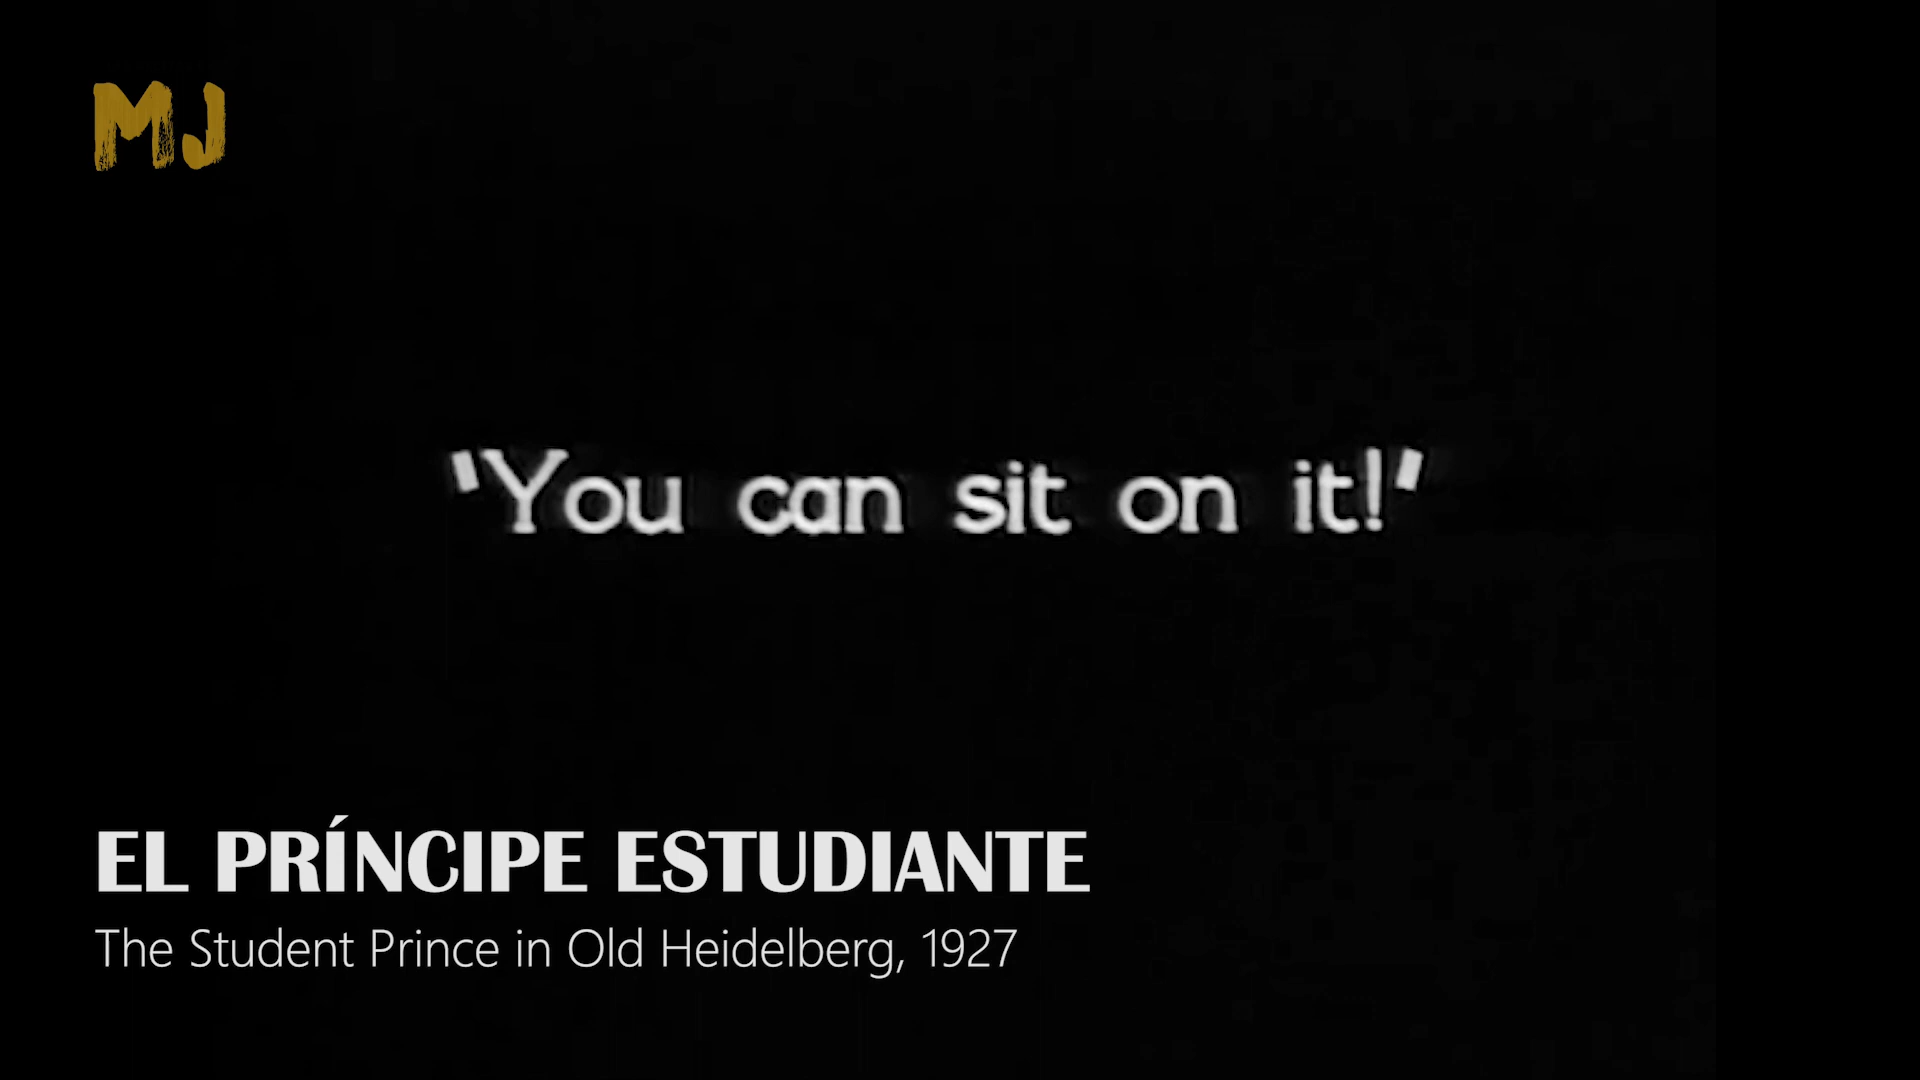 MJ
"You can sit on it!"
EL PRÍNCIPE ESTUDIANTE
The Student Prince in Old Heidelberg, 1927